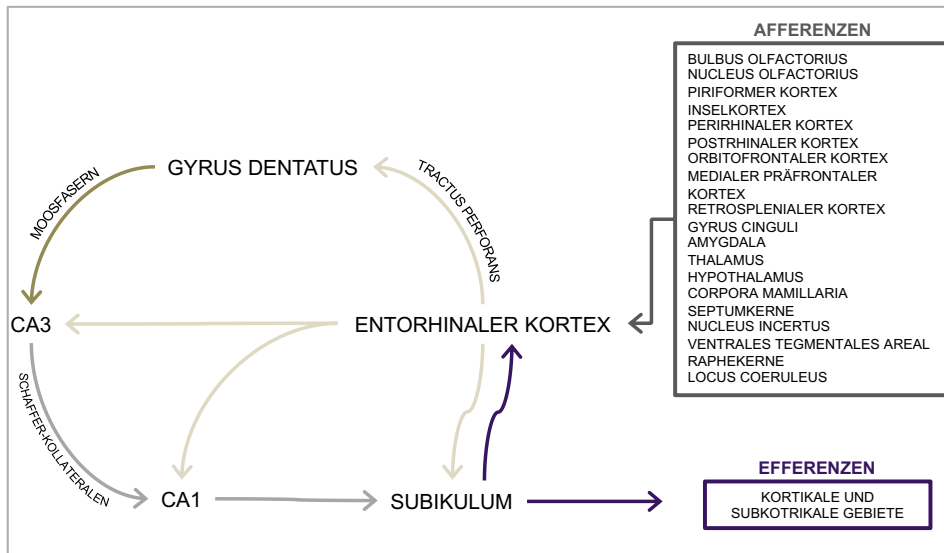 AFFERENZEN
BULBUS OLFACTORIUS
NUCLEUS OLFACTORIUS
PIRIFORMER KORTEX
INSELKORTEX
PERIRHINALER KORTEX
POSTRHINALER KORTEX
ORBITOFRONTALER KORTEX
MEDIALER PRÄFRONTALER
KORTEX
RETROSPLENIALER KORTEX
GYRUS CINGULI
AMYGDALA
THALAMUS
HYPOTHALAMUS
CORPORA MAMILLARIA
SEPTUMKERNE
NUCLEUS INCERTUS
VENTRALES TEGMENTALES AREAL
RAPHEKERNE
LOCUS COERULEUS
GYRUS DENTATUS
MOOSFASERN
TRACTUS PERFORANS
CA3
ENTORHINALER KORTEX
SCHAFFER-KOLLATERALEN
CA1
SUBIKULUM
EFFERENZEN
KORTIKALE UND
SUBKOTRIKALE GEBIETE